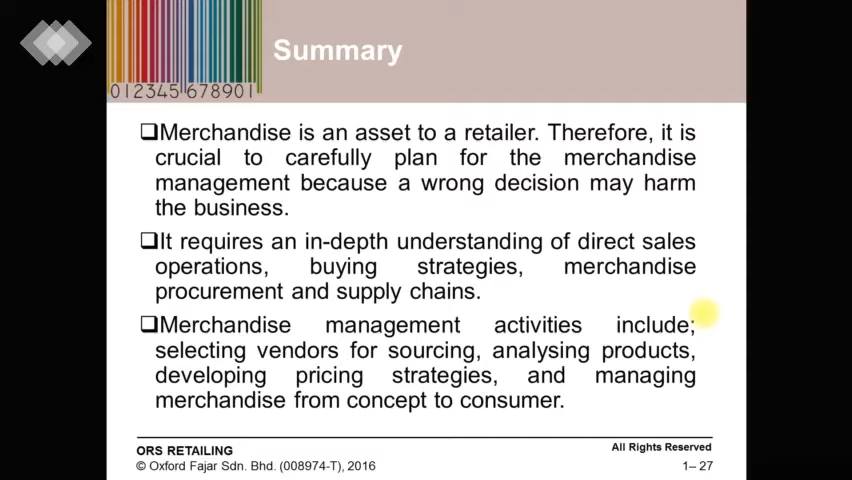 Summary
012345 678901
❑Merchandise is an asset to a retailer. Therefore, it is
crucial to carefully plan for the merchandise
management because a wrong decision may harm
the business.
❑It requires an in-depth understanding of direct sales
operations, buying strategies, merchandise
procurement and supply chains.
❑Merchandise management activities include;
selecting vendors for sourcing, analysing products,
developing pricing strategies, and managing
merchandise from concept to consumer.
ORS RETAILING
All Rights Reserved
© Oxford Fajar Sdn. Bhd. (008974-T), 2016
1– 27